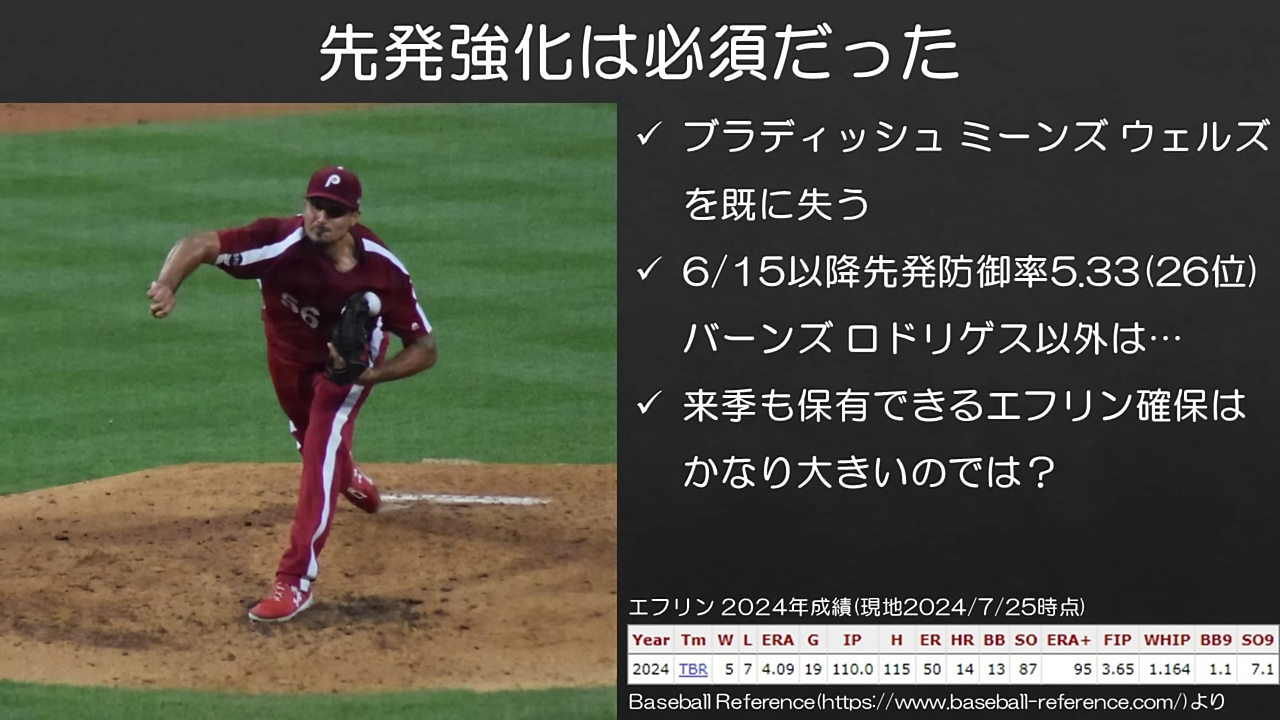 先発強化は必須だった
P
56
✓ ブラディッシュ ミーンズ ウェルズ
を既に失う
✓ 6/15以降先発防御率5.33(26位)
バーンズ ロドリゲス以外は…
✓ 来季も保有できるエフリン確保は
かなり大きいのでは？
エフリン 2024年成績(現地2024/7/25時点)
Year Tm W L ERA G IP H ER HR BB SO ERA+ FIP WHIP BB9 SO9
2024 TBR 5 7 4.09 19 110.0 115 50 14 13 87 95 3.65 1.164 1.1 7.1
Baseball Reference(https://www.baseball-reference.com/)より